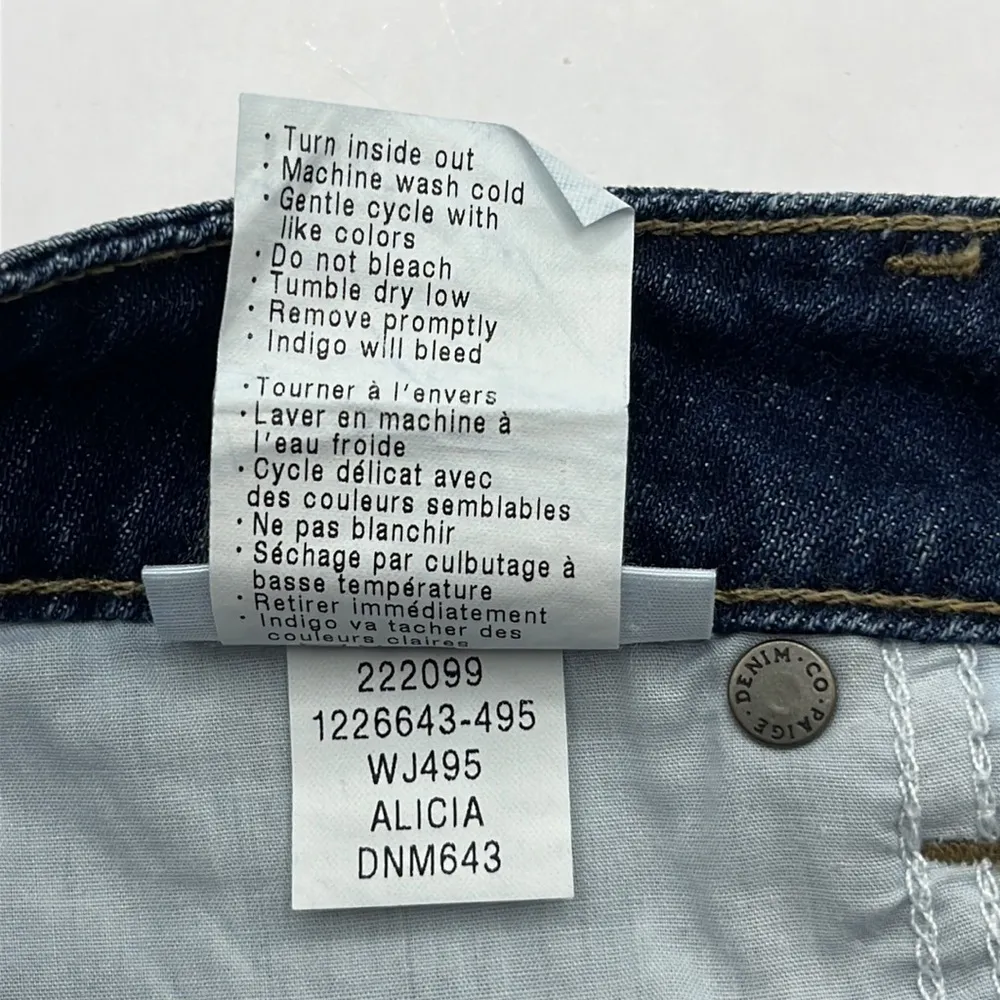 • Turn inside out
• Machine wash cold
• Gentle cycle with
like colors
• Do not bleach
• Tumble dry low
• Remove promptly
• Indigo will bleed
• Tourner à l'envers
• Laver en machine à
l'eau froide
• Cycle délicat avec
des couleurs semblables
• Ne pas blanchir
• Séchage par culbutage à
basse température
• Retirer immédiatement
• Indigo va tacher des
couleurs claires
222099
1226643-495
WJ495
ALICIA
DNM643
DENIM • CO • PAIGE •